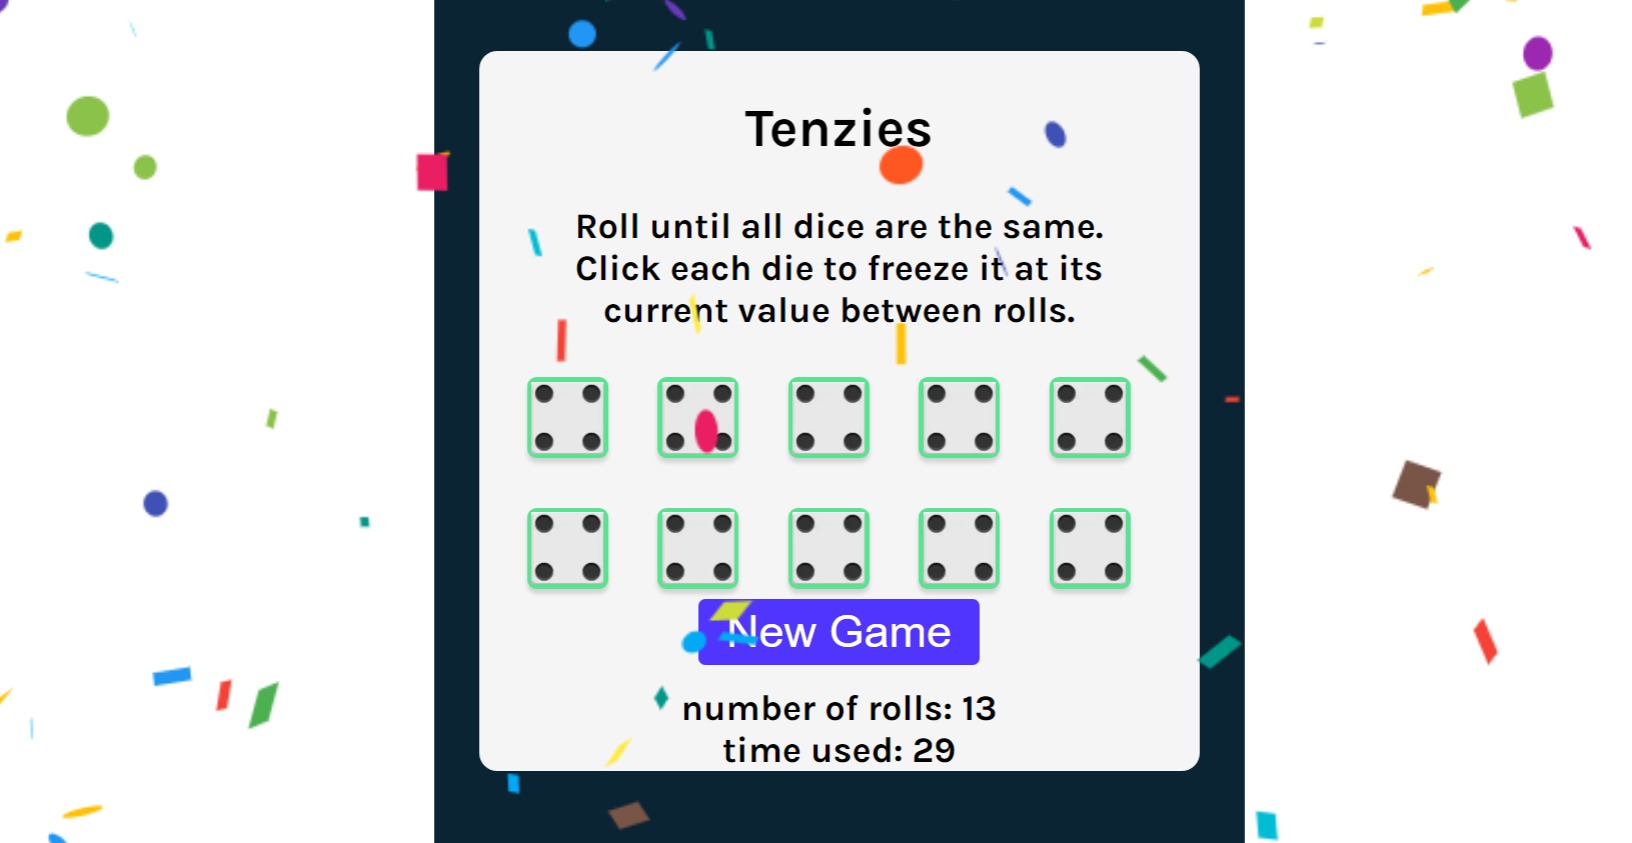 Tenzies
Roll until all dice are the same.
Click each die to freeze it at its
current value between rolls.
New Game
number of rolls: 13
time used: 29